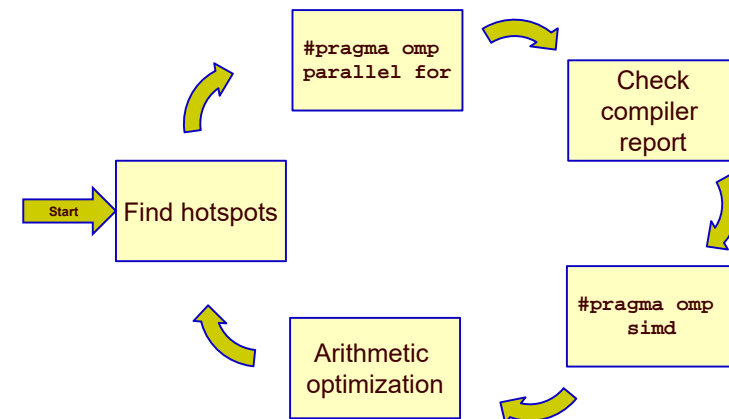 Start
Find hotspots
#pragma omp
parallel for
Check
compiler
report
#pragma omp
simd
Arithmetic
optimization